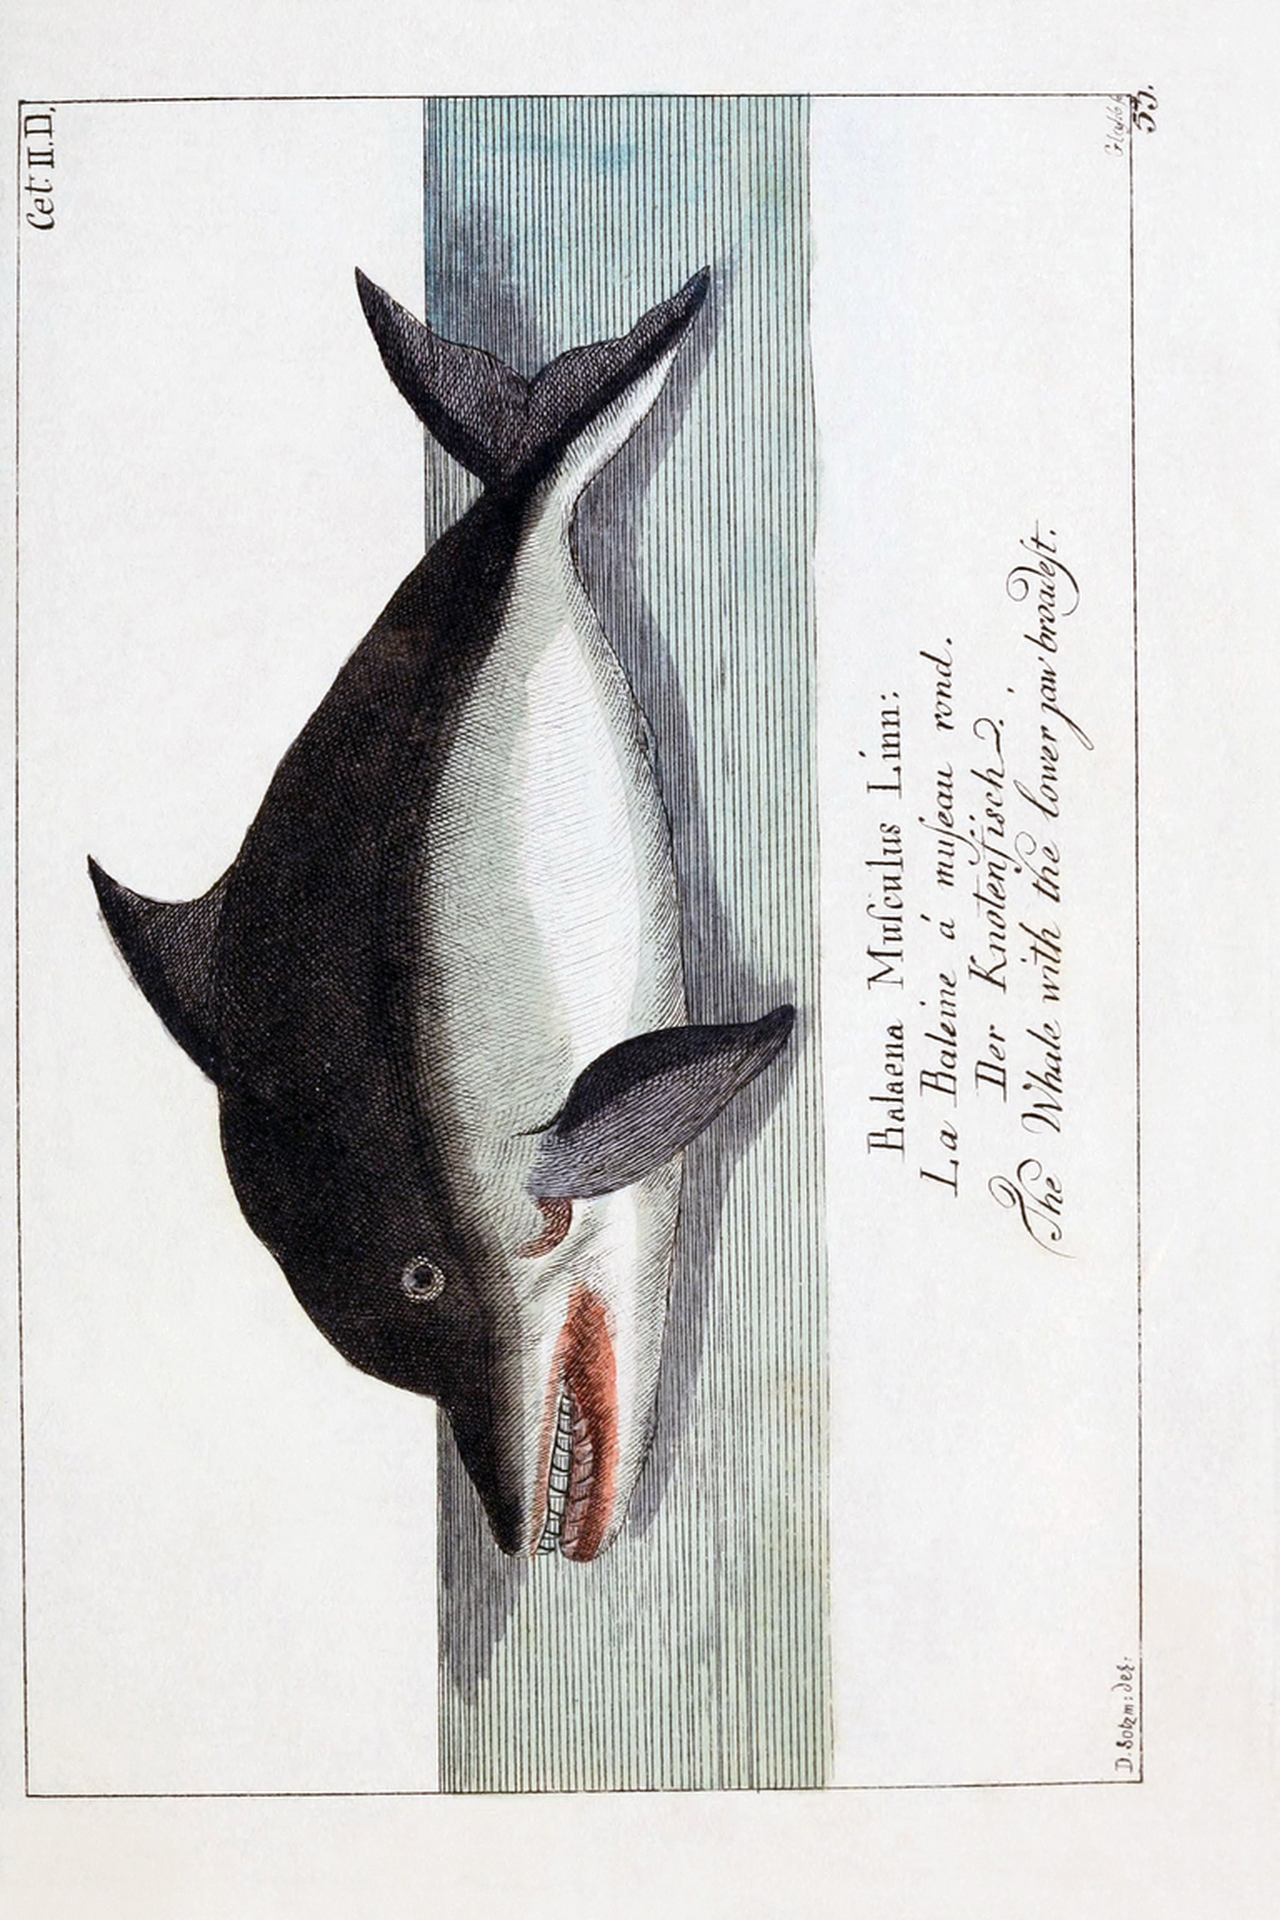 Cet: II. D.
Balaena Muſculus Linn:
La Baleine á muſeau rond.
Der Knotenfisch.
The Whale with the lower jaw broadeſt.
D. Sotzm: del:
53.